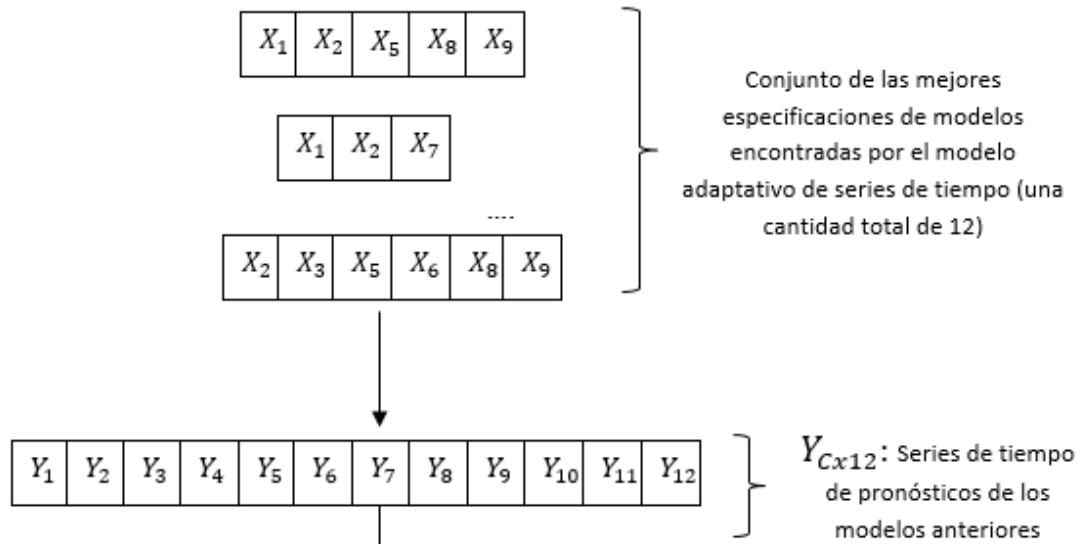 X₁ X₂ X₅ X₈ X₉
X₁ X₂ X₇
....
X₂ X₃ X₅ X₆ X₈ X₉
Conjunto de las mejores
especificaciones de modelos
encontradas por el modelo
adaptativo de series de tiempo (una
cantidad total de 12)
Y₁ Y₂ Y₃ Y₄ Y₅ Y₆ Y₇ Y₈ Y₉ Y₁₀ Y₁₁ Y₁₂
Y_{Cx12}: Series de tiempo
de pronósticos de los
modelos anteriores